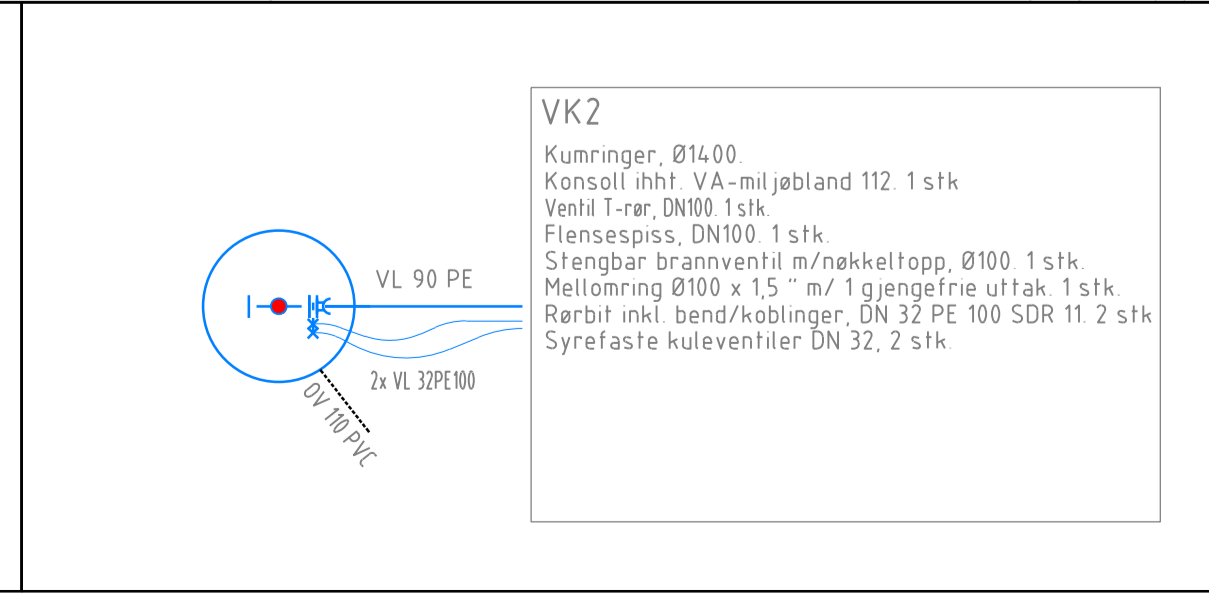 VK2
Kumringer, Ø1400.
Konsoll ihht. VA-miljøbland 112. 1 stk
Ventil T-rør, DN100. 1 stk.
Flensespiss, DN100. 1 stk.
Stengbar brannventil m/nøkkeltopp, Ø100. 1 stk.
Mellomring Ø100 x 1,5 " m/ 1 gjengefrie uttak. 1 stk.
Rørbit inkl. bend/koblinger, DN 32 PE 100 SDR 11. 2 stk
Syrefaste kuleventiler DN 32, 2 stk.
VL 90 PE
2x VL 32PE100
OV 110 PVC